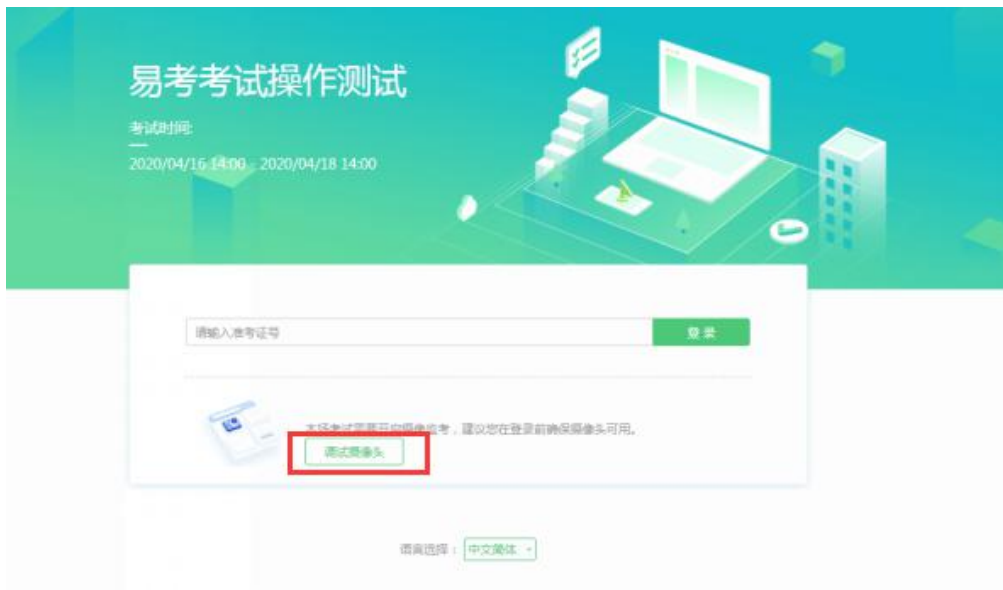 易考考试操作测试
考试时间:
2020/04/16 14:00 - 2020/04/18 14:00
请输入准考证号
登 录
本场考试需要开启摄像监考，建议您在登录前确保摄像头可用。
调试摄像头
语言选择：中文简体